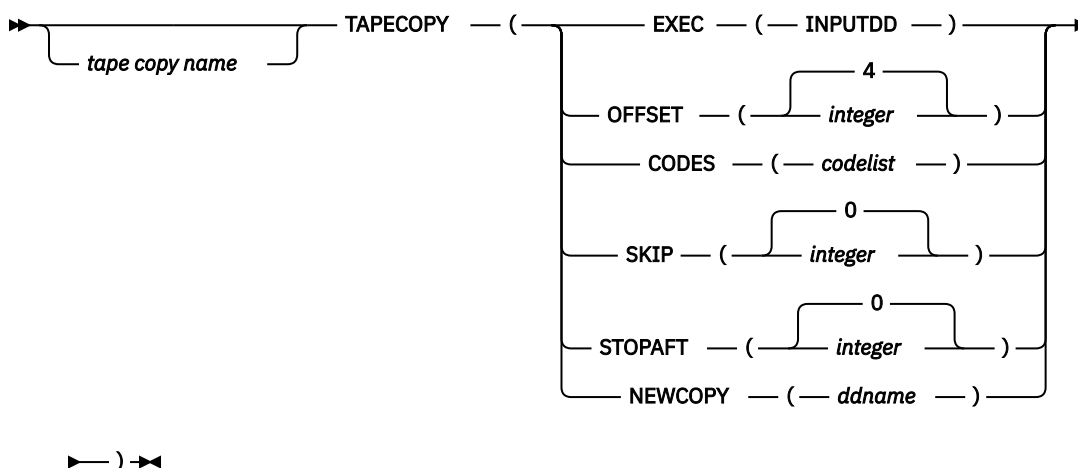 TAPECOPY ( EXEC ( INPUTDD )
tape copy name
4
OFFSET ( integer )
CODES ( codelist )
0
SKIP ( integer )
0
STOPAFT ( integer )
NEWCOPY ( ddname )
)